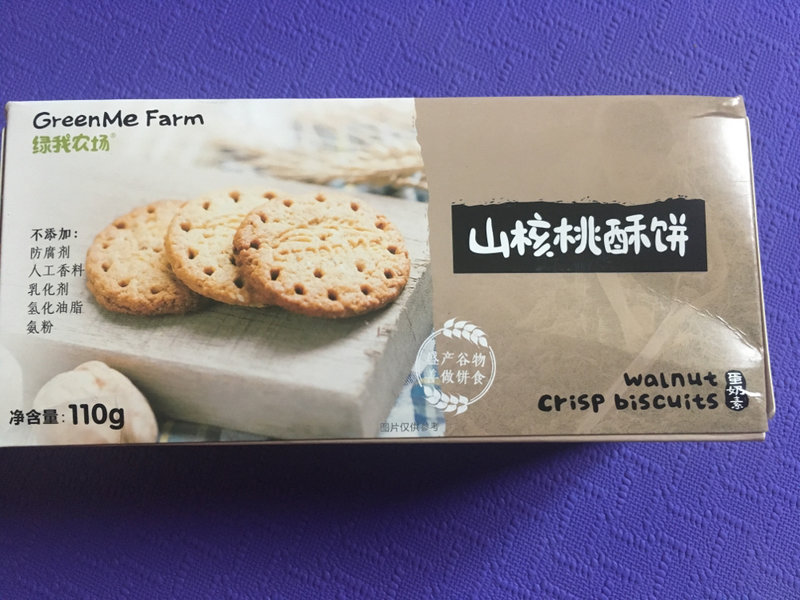 GreenMe Farm
绿我农场®
不添加:
防腐剂
人工香料
乳化剂
氢化油脂
氨粉
净含量: 110g
山核桃酥饼
产谷物
做饼食
walnut
crisp biscuits
蛋奶素
图片仅供参考